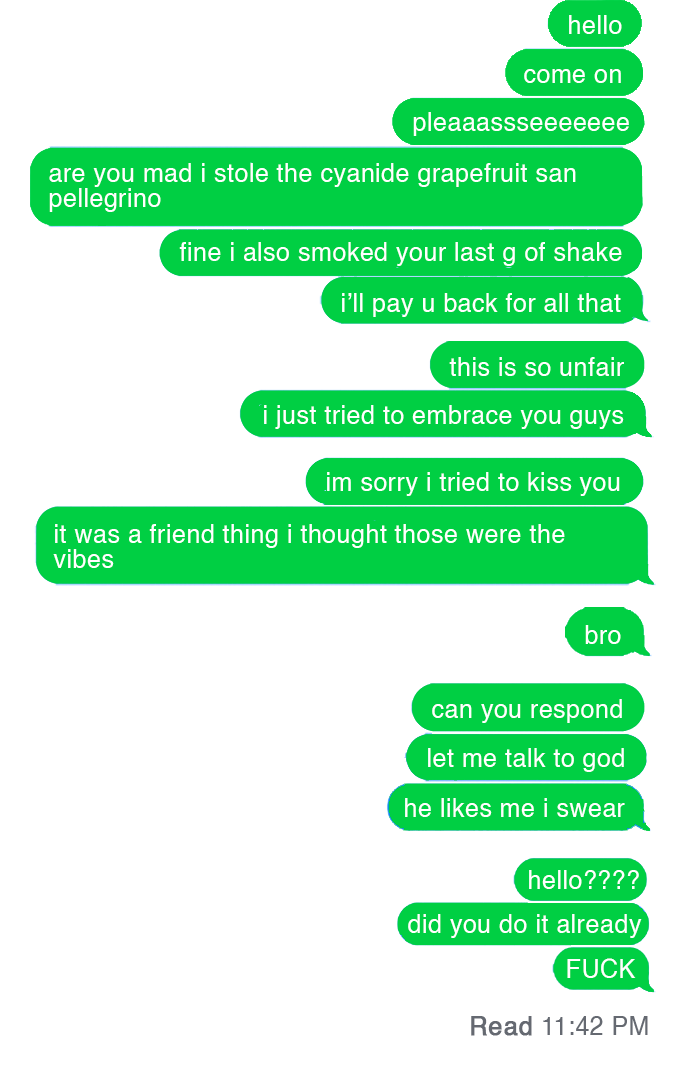 hello
come on
pleaaassseeeeeee
are you mad i stole the cyanide grapefruit san
pellegrino
fine i also smoked your last g of shake
i’ll pay u back for all that
this is so unfair
i just tried to embrace you guys
im sorry i tried to kiss you
it was a friend thing i thought those were the
vibes
bro
can you respond
let me talk to god
he likes me i swear
hello????
did you do it already
FUCK
Read 11:42 PM